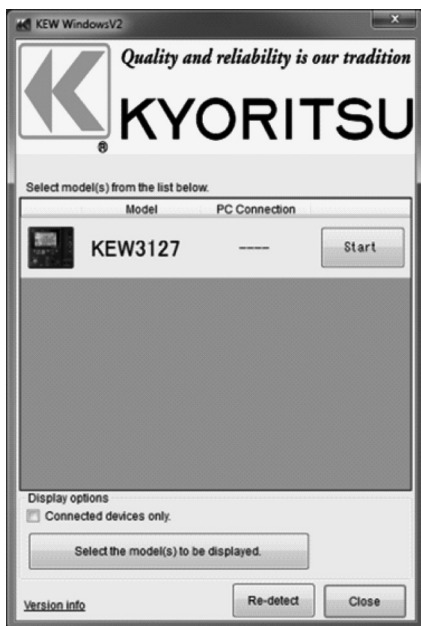 KEW WindowsV2
Quality and reliability is our tradition
KYORITSU
®
Select model(s) from the list below.
Model PC Connection
KEW3127 ---- Start
Display options
Connected devices only.
Select the model(s) to be displayed.
Version info Re-detect Close